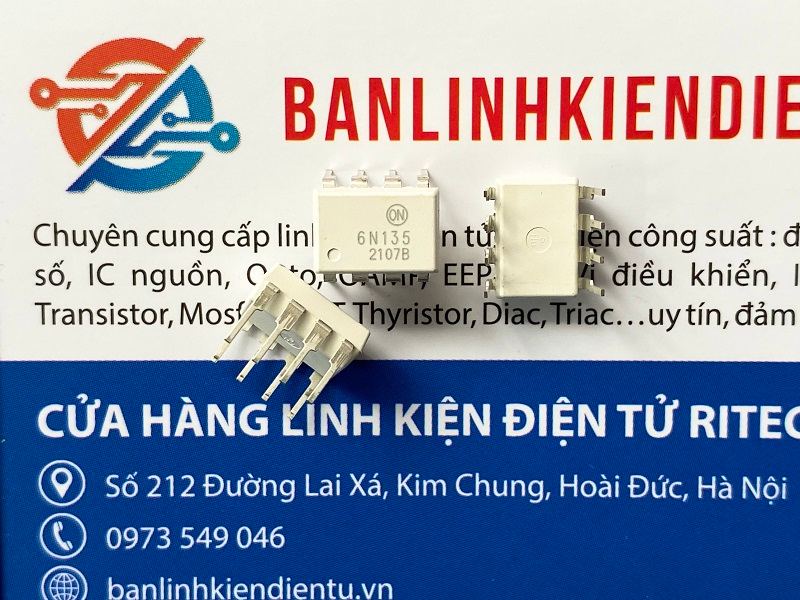 BANLINHKIENDIE
ON
6N135
2107B
Chuyên cung cấp lin n tử iện công suất : đ
số, IC nguồn, O EEP i điều khiển, I
Transistor, Mosf T Thyristor, Diac, Triac...uy tín, đảm
CỬA HÀNG LINH KIỆN ĐIỆN TỬ RITEC
Số 212 Đường Lai Xá, Kim Chung, Hoài Đức, Hà Nội
0973 549 046
banlinhkiendientu.vn